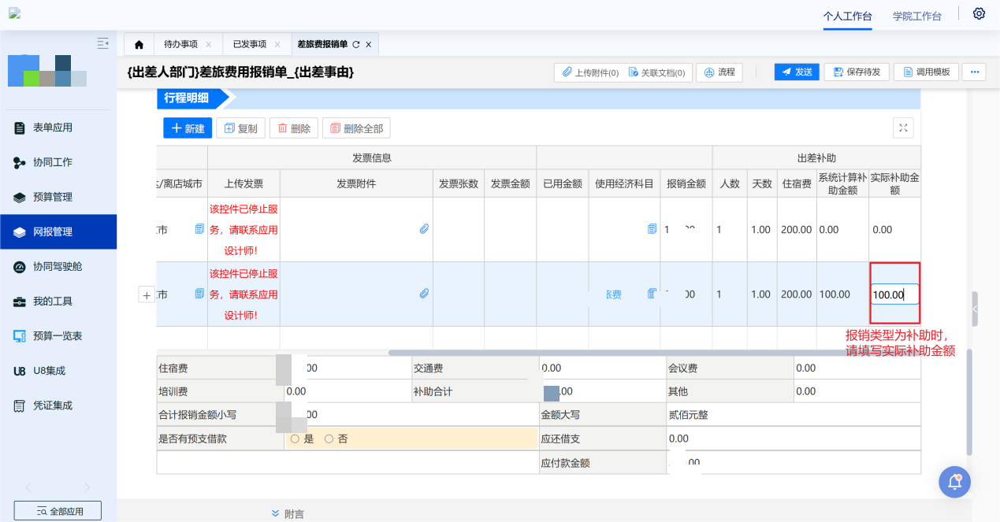 个人工作台
学院工作台
待办事项
已发事项
差旅费报销单
{出差人部门}差旅费用报销单_{出差事由}
上传附件(0)
关联文档(0)
流程
发送
保存待发
调用模板
表单应用
协同工作
预算管理
网报管理
协同驾驶舱
我的工具
预算一览表
U8 U8集成
凭证集成
全部应用
行程明细
新建
复制
删除
删除全部
发票信息
出差补助
/离店城市
上传发票
发票附件
发票张数
发票金额
已用金额
使用经济科目
报销金额
人数
天数
住宿费
系统计算补
助金额
实际补助金
额
市
该控件已停止服
务，请联系应用
设计师!
1
1
1.00
200.00
0.00
0.00
市
该控件已停止服
务，请联系应用
设计师!
费
00
1
1.00
200.00
100.00
100.00
报销类型为补助时，
请填写实际补助金额
住宿费
00
交通费
0.00
会议费
0.00
培训费
0.00
补助合计
.00
其他
0.00
合计报销金额小写
00
金额大写
贰佰元整
是否有预支借款
是
否
应还借支
0.00
应付款金额
00
附言